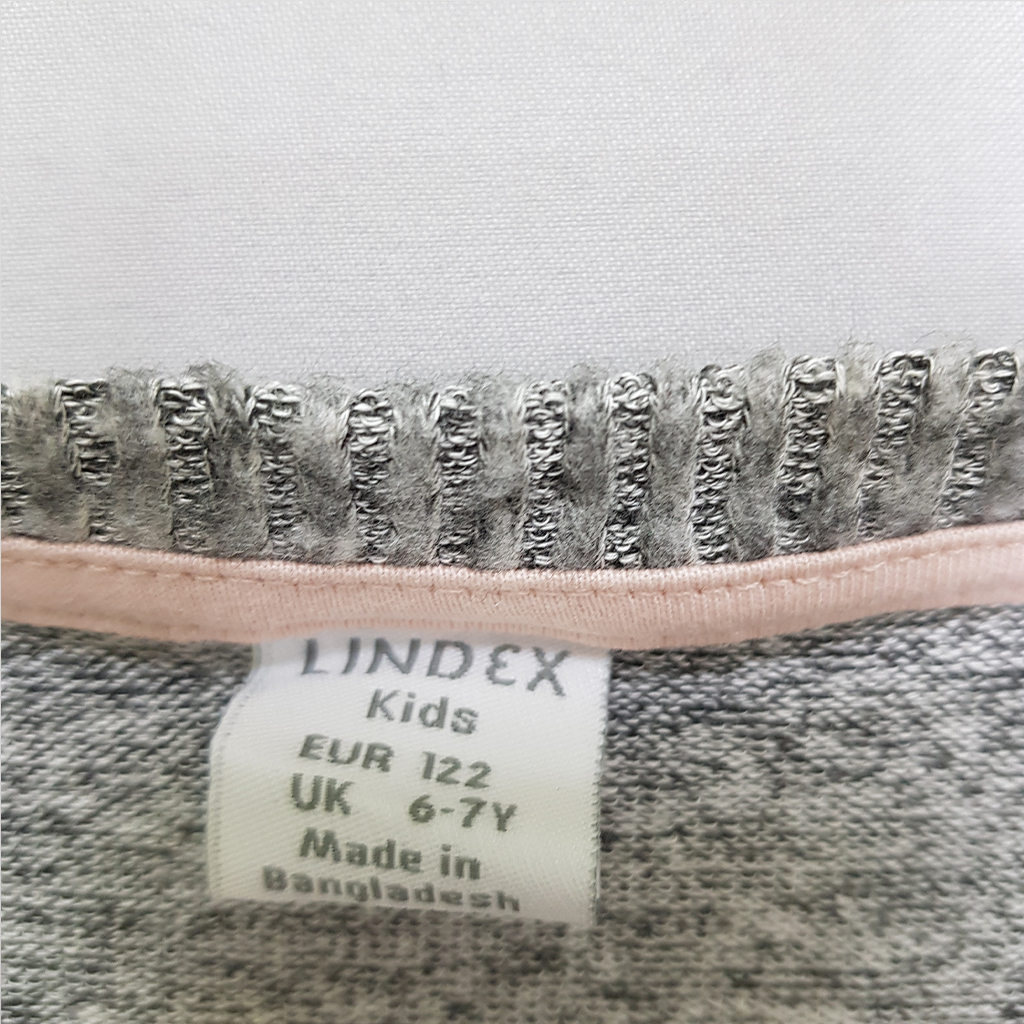 LINDEX
Kids
EUR 122
UK 6-7Y
Made in
Bangladesh